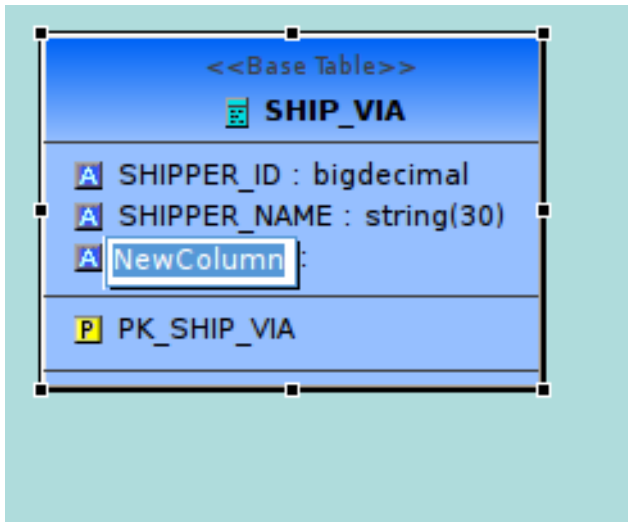 <<Base Table>>
SHIP_VIA
A SHIPPER_ID : bigdecimal
A SHIPPER_NAME : string(30)
A NewColumn :
P PK_SHIP_VIA